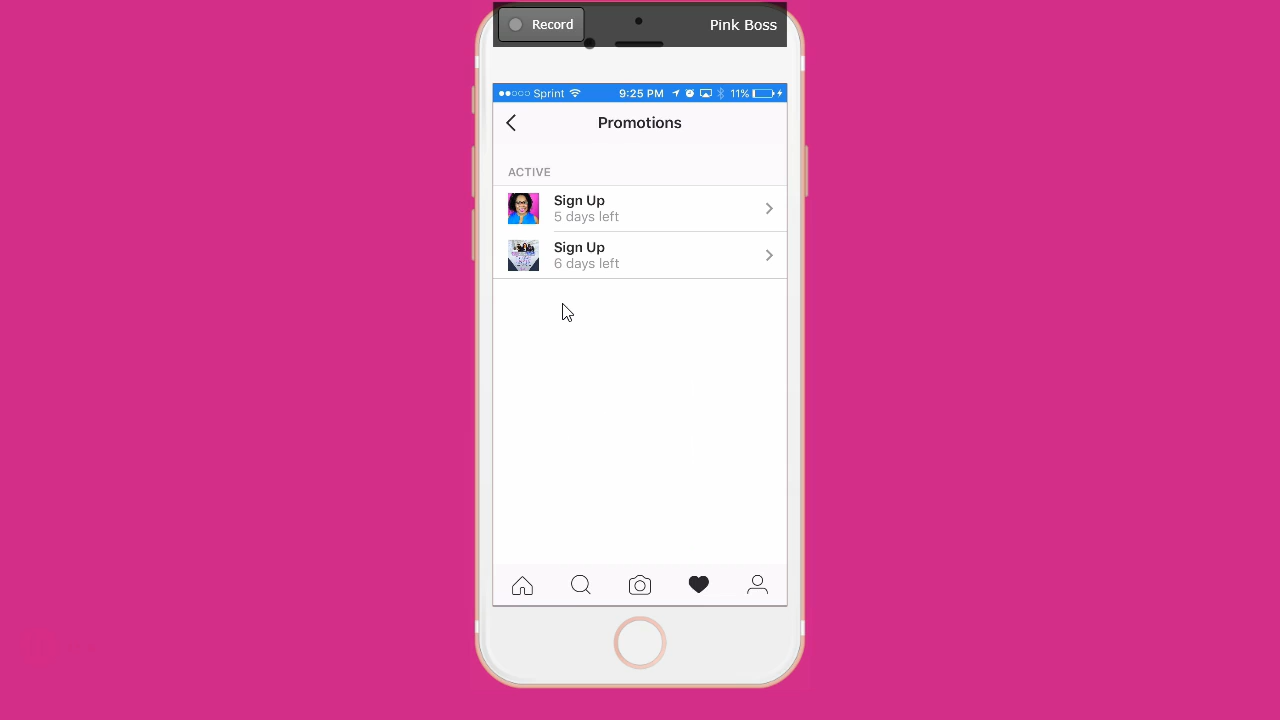 Record
Pink Boss
Sprint 9:25 PM 11%
Promotions
ACTIVE
Sign Up
5 days left
Sign Up
6 days left